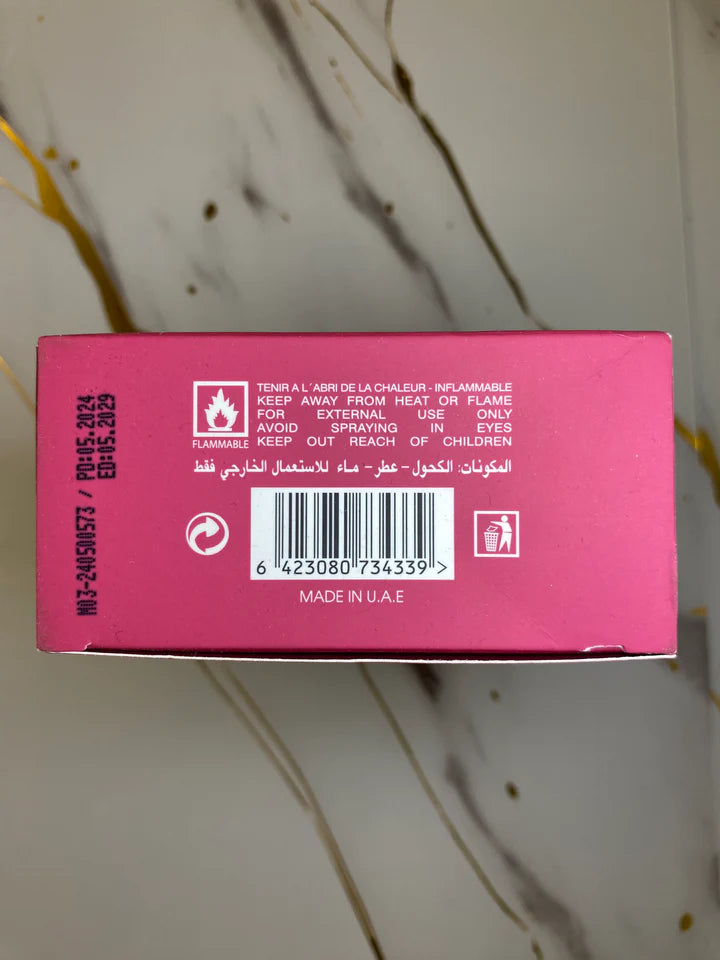 M03-240500573 / PD:05.2024
ED:05.2029
FLAMMABLE
TENIR A L´ABRI DE LA CHALEUR - INFLAMMABLE
KEEP AWAY FROM HEAT OR FLAME
FOR EXTERNAL USE ONLY
AVOID SPRAYING IN EYES
KEEP OUT REACH OF CHILDREN
المكونات: الكحول - عطر - ماء للاستعمال الخارجي فقط
6 423080 734339 >
MADE IN U.A.E